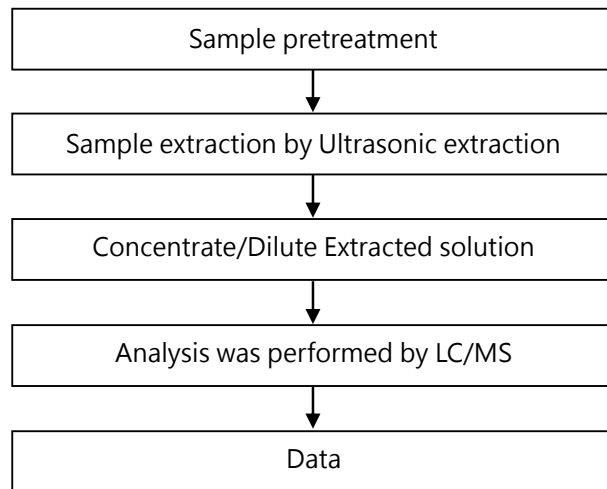 Sample pretreatment
Sample extraction by Ultrasonic extraction
Concentrate/Dilute Extracted solution
Analysis was performed by LC/MS
Data